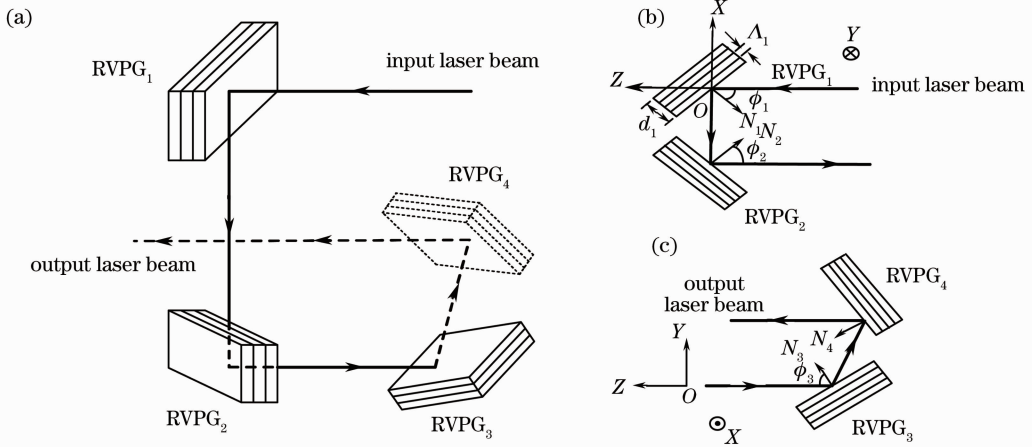 (a)
RVPG₁
input laser beam
RVPG₄
output laser beam
RVPG₂
RVPG₃
(b)
X
Λ₁
Y
RVPG₁
Z
ϕ₁
input laser beam
O
N₁
N₂
d₁
ϕ₂
RVPG₂
(c)
RVPG₄
output
laser beam
Y
N₄
N₃
ϕ₃
Z
O
X
RVPG₃